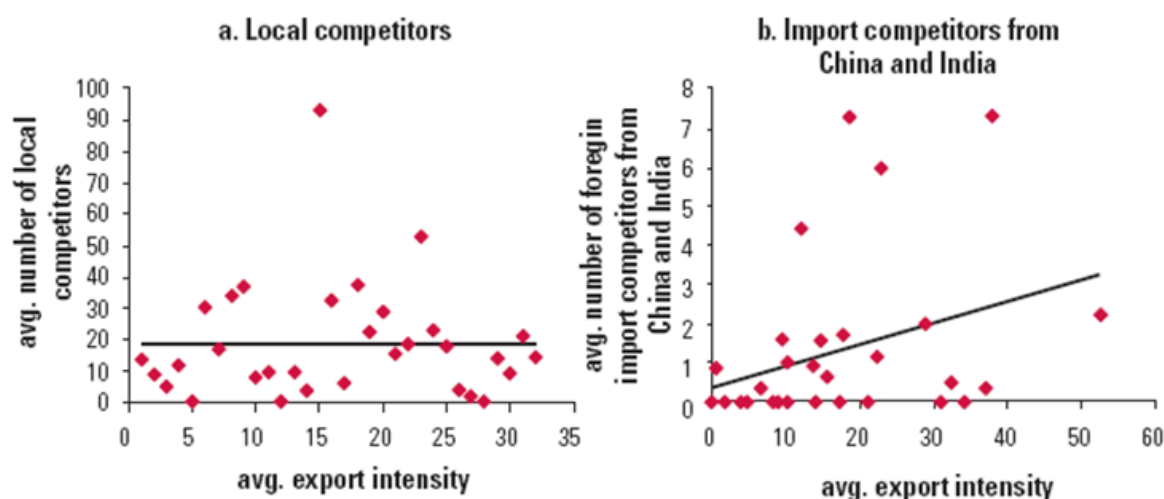 a. Local competitors
avg. number of local
competitors
100
90
80
70
60
50
40
30
20
10
0
0 5 10 15 20 25 30 35
avg. export intensity
b. Import competitors from
China and India
avg. number of foregin
import competitors from
China and India
8
7
6
5
4
3
2
1
0
0 10 20 30 40 50 60
avg. export intensity